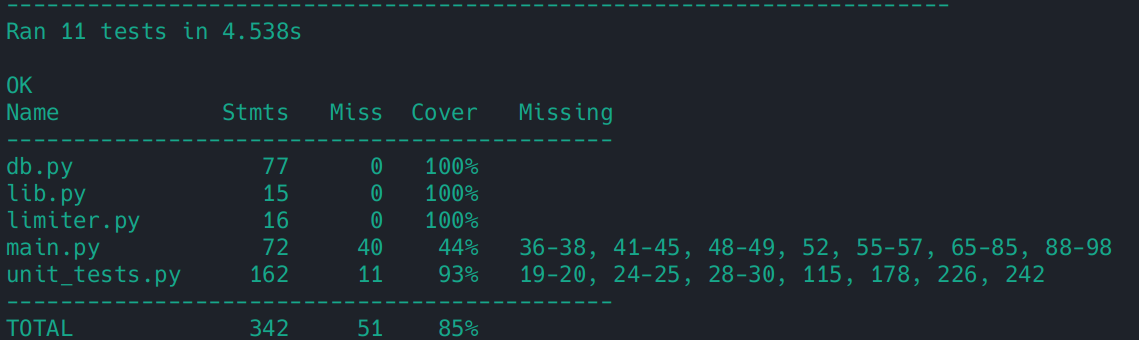 ----------------------------------------------------------------------
Ran 11 tests in 4.538s
OK
Name            Stmts   Miss  Cover   Missing
---------------------------------------------
db.py              77      0   100%
lib.py             15      0   100%
limiter.py         16      0   100%
main.py            72     40    44%   36-38, 41-45, 48-49, 52, 55-57, 65-85, 88-98
unit_tests.py     162     11    93%   19-20, 24-25, 28-30, 115, 178, 226, 242
---------------------------------------------
TOTAL             342     51    85%